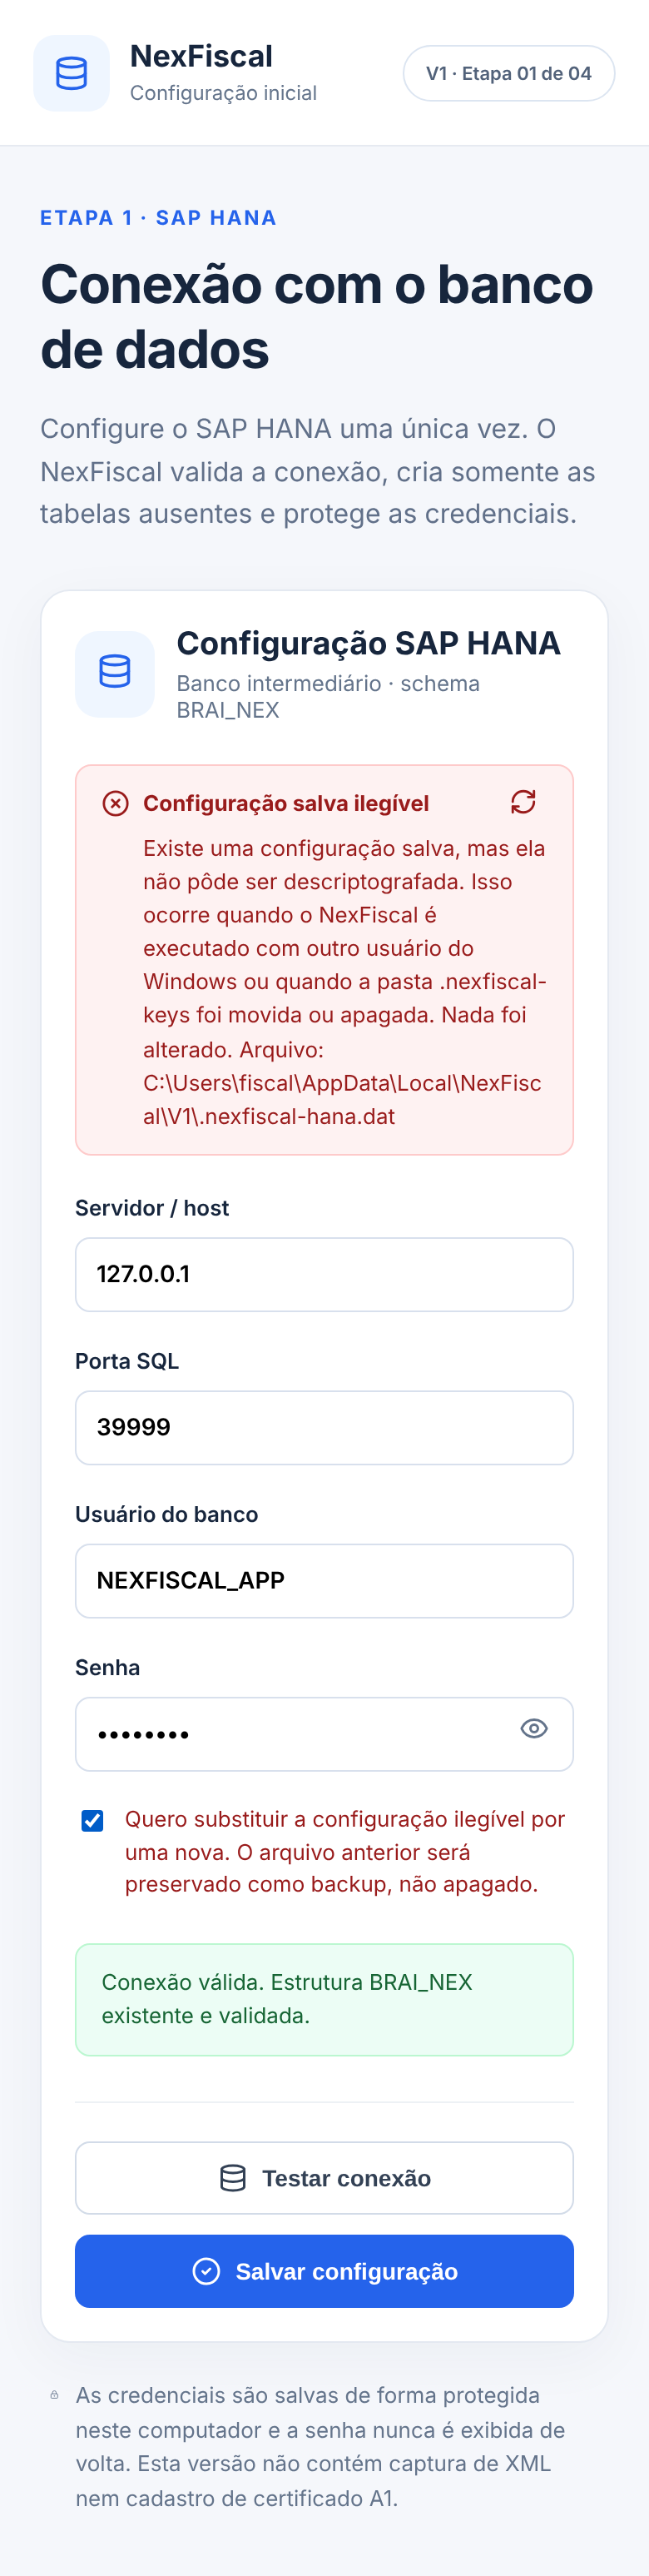 NexFiscal
Configuração inicial
V1 · Etapa 01 de 04
ETAPA 1 · SAP HANA
Conexão com o banco
de dados
Configure o SAP HANA uma única vez. O
NexFiscal valida a conexão, cria somente as
tabelas ausentes e protege as credenciais.
Configuração SAP HANA
Banco intermediário · schema
BRAI_NEX
Configuração salva ilegível
Existe uma configuração salva, mas ela
não pôde ser descriptografada. Isso
ocorre quando o NexFiscal é
executado com outro usuário do
Windows ou quando a pasta .nexfiscal-
keys foi movida ou apagada. Nada foi
alterado. Arquivo:
C:\Users\fiscal\AppData\Local\NexFisc
al\V1\.nexfiscal-hana.dat
Servidor / host
127.0.0.1
Porta SQL
39999
Usuário do banco
NEXFISCAL_APP
Senha
••••••••
Quero substituir a configuração ilegível por
uma nova. O arquivo anterior será
preservado como backup, não apagado.
Conexão válida. Estrutura BRAI_NEX
existente e validada.
Testar conexão
Salvar configuração
As credenciais são salvas de forma protegida
neste computador e a senha nunca é exibida de
volta. Esta versão não contém captura de XML
nem cadastro de certificado A1.